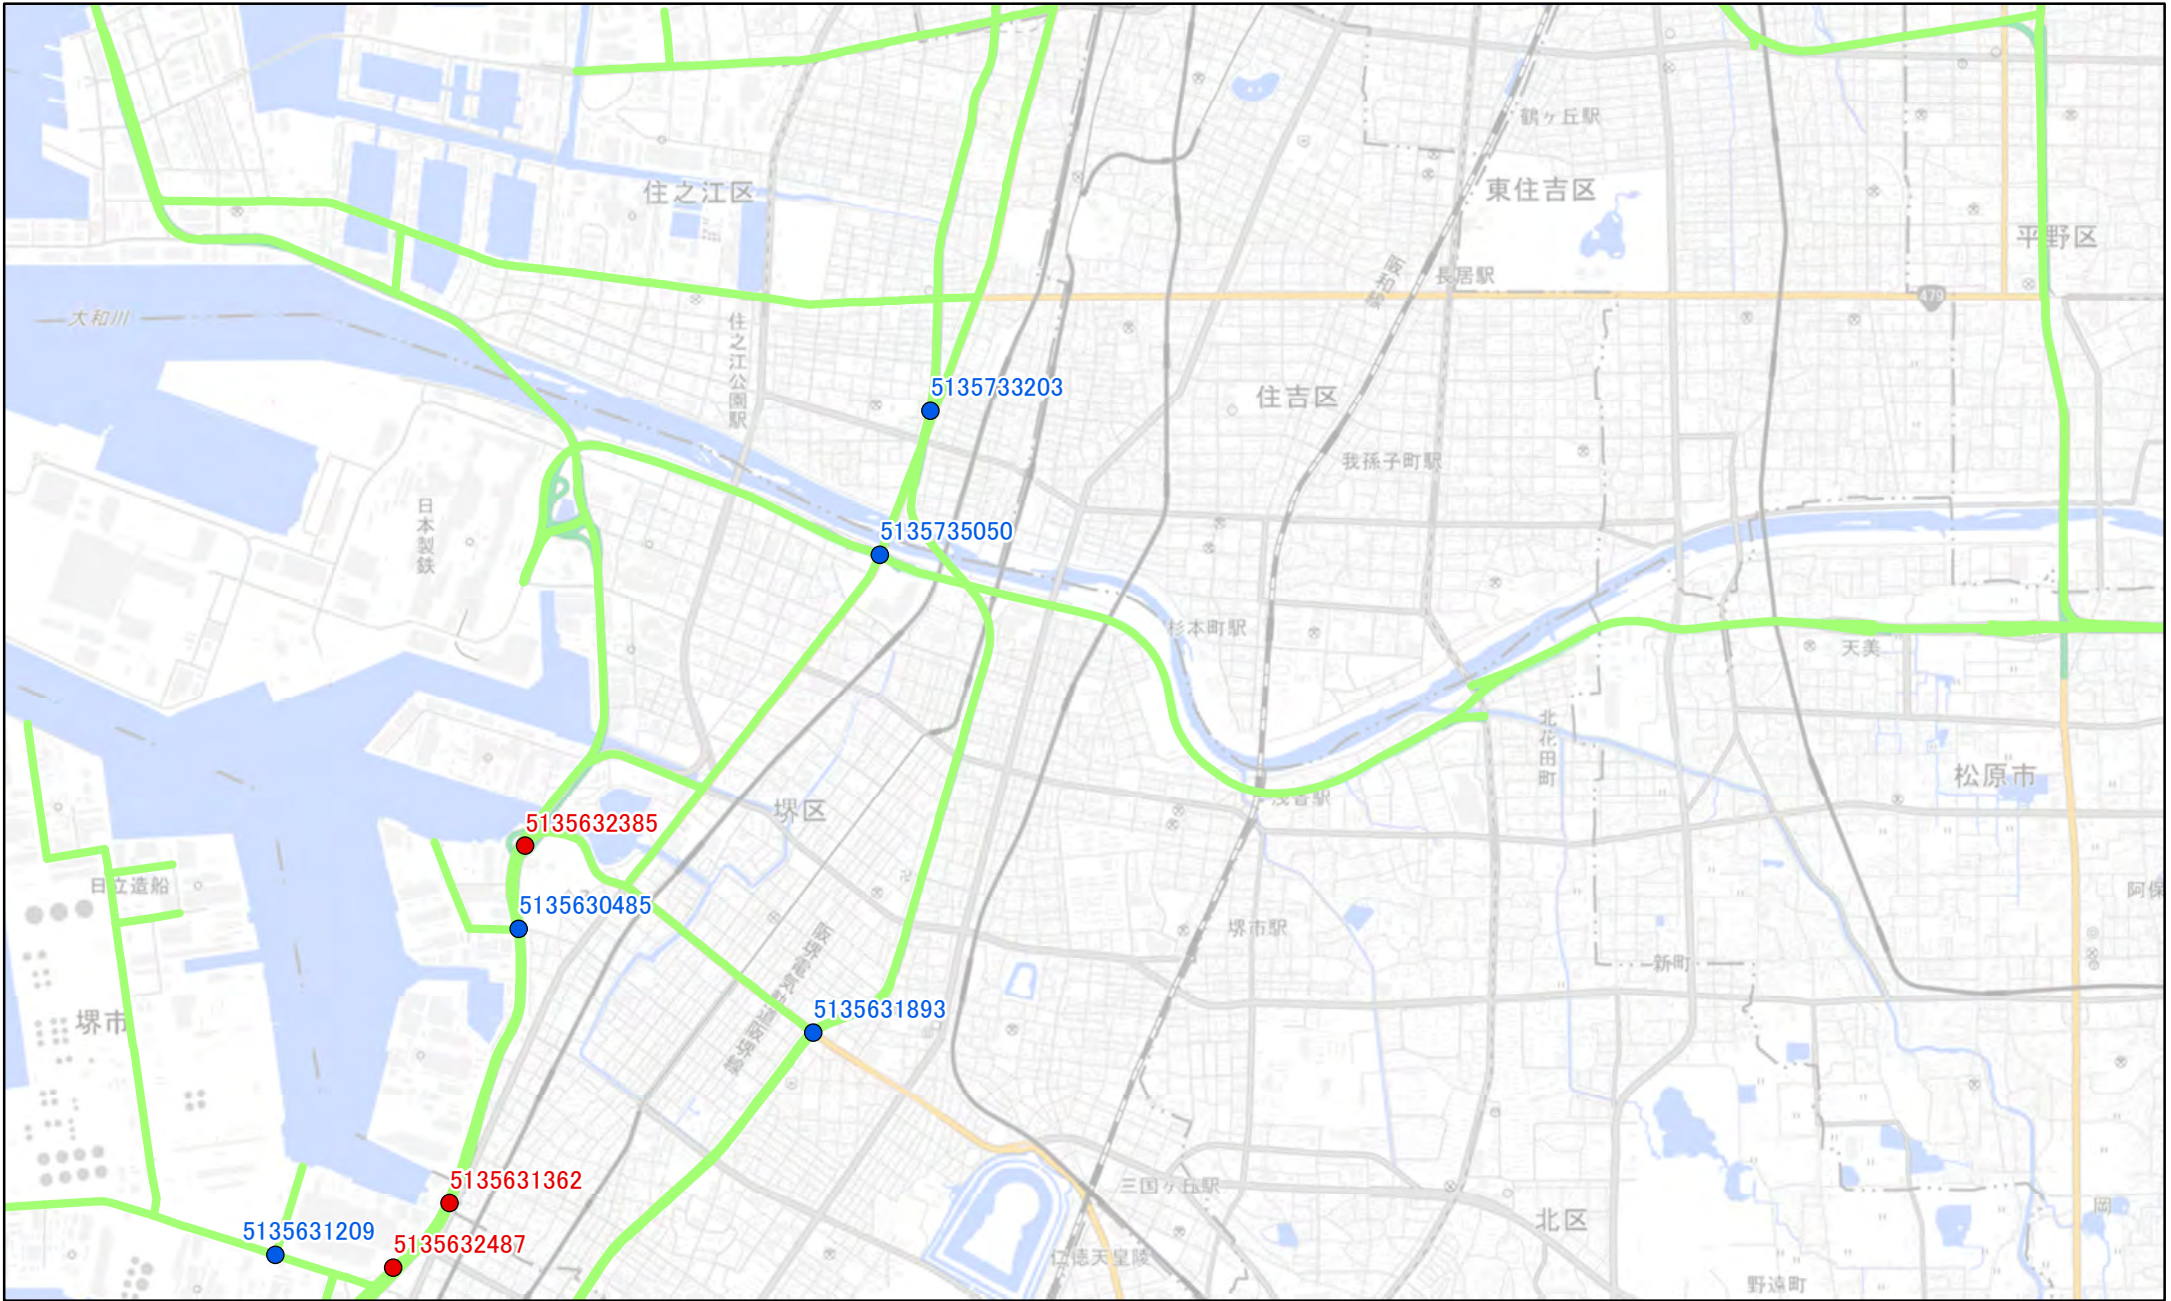 鶴ヶ丘駅
住之江区
東住吉区
平野区
阪和線
長居駅
479
大和川
住之江公園駅
5135733203
住吉区
我孫子町駅
日本製鉄
5135735050
杉本町駅
天美
北花田町
松原市
浅香駅
堺区
5135632385
日立造船
阿保
5135630485
堺市駅
阪堺電気軌道阪堺線
新町
5135631893
堺市
5135631362
三国ヶ丘駅
岡
北区
5135631209
5135632487
仁徳天皇陵
野遠町